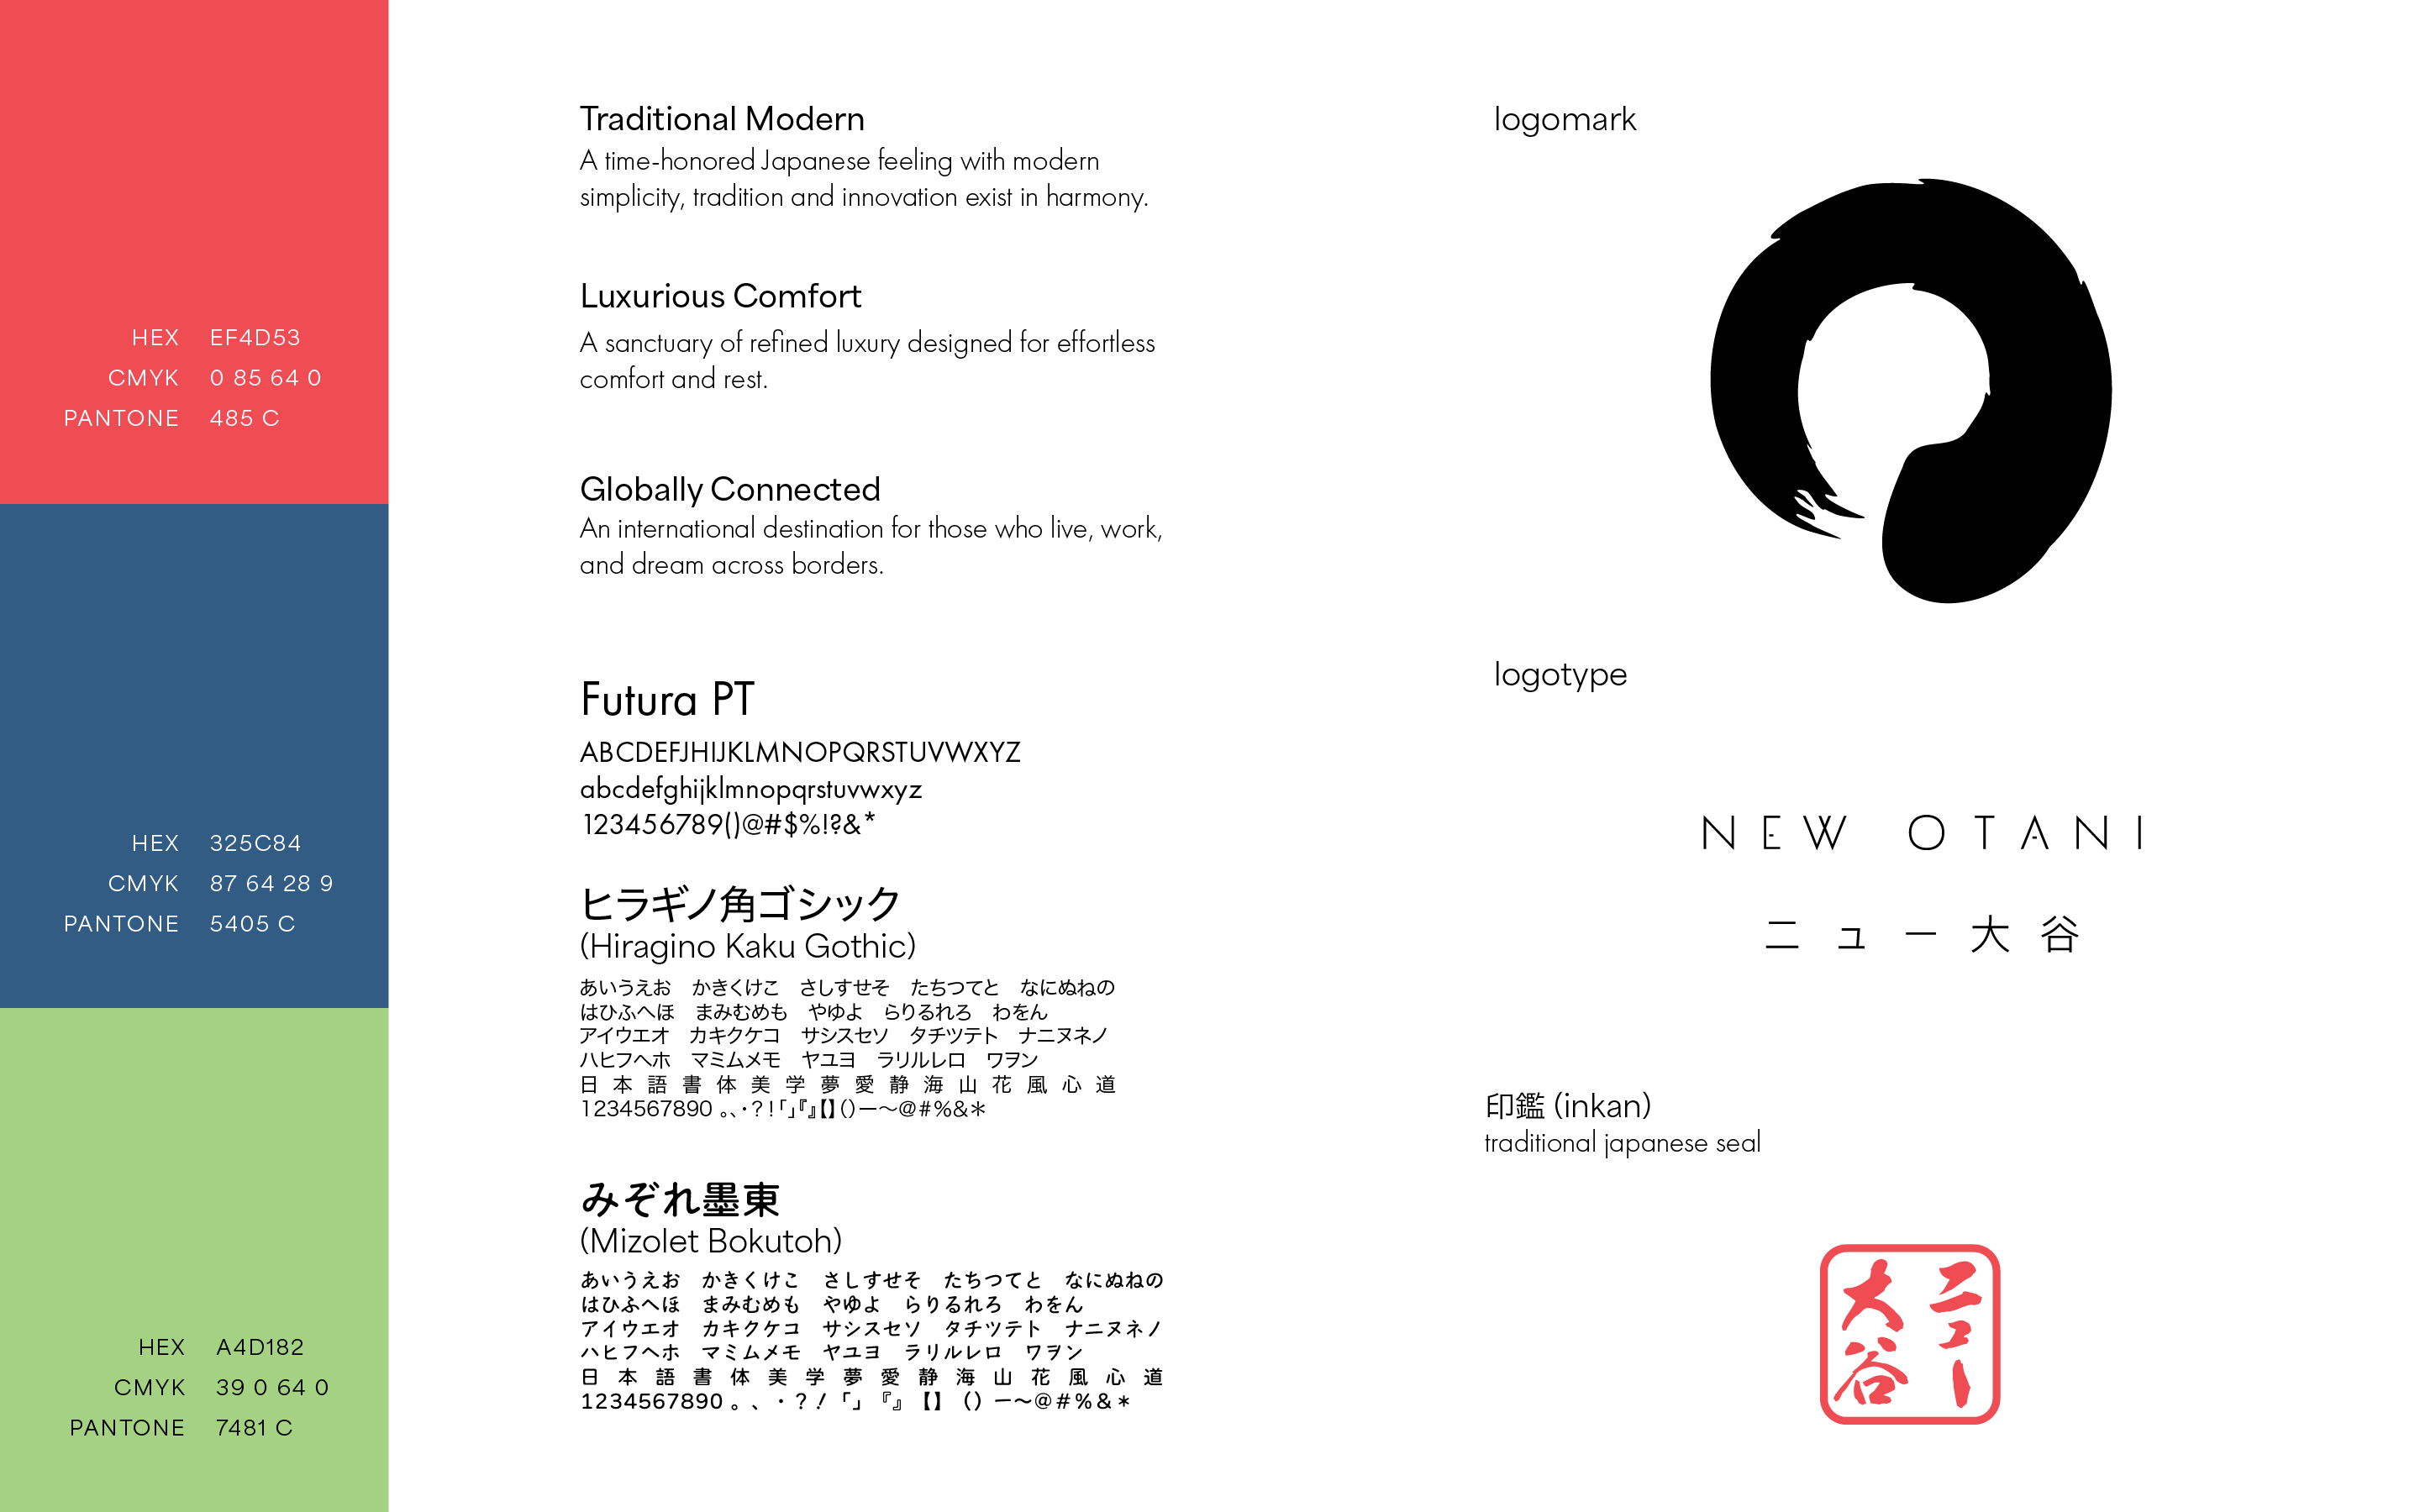 HEX EF4D53
CMYK 0 85 64 0
PANTONE 485 C
HEX 325C84
CMYK 87 64 28 9
PANTONE 5405 C
HEX A4D182
CMYK 39 0 64 0
PANTONE 7481 C
Traditional Modern
A time-honored Japanese feeling with modern
simplicity, tradition and innovation exist in harmony.
Luxurious Comfort
A sanctuary of refined luxury designed for effortless
comfort and rest.
Globally Connected
An international destination for those who live, work,
and dream across borders.
Futura PT
ABCDEFJHIJKLMNOPQRSTUVWXYZ
abcdefghijklmnopqrstuvwxyz
123456789()@#$%!?&*
ヒラギノ角ゴシック
(Hiragino Kaku Gothic)
あいうえお　かきくけこ　さしすせそ　たちつてと　なにぬねの
はひふへほ　まみむめも　やゆよ　らりるれろ　わをん
アイウエオ　カキクケコ　サシスセソ　タチツテト　ナニヌネノ
ハヒフヘホ　マミムメモ　ヤユヨ　ラリルレロ　ワヲン
日 本 語 書 体 美 学 夢 愛 静 海 山 花 風 心 道
1234567890 。、・?!「」『』【】()ー〜@#%&*
みぞれ墨東
(Mizolet Bokutoh)
あいうえお　かきくけこ　さしすせそ　たちつてと　なにぬねの
はひふへほ　まみむめも　やゆよ　らりるれろ　わをん
アイウエオ　カキクケコ　サシスセソ　タチツテト　ナニヌネノ
ハヒフヘホ　マミムメモ　ヤユヨ　ラリルレロ　ワヲン
日 本 語 書 体 美 学 夢 愛 静 海 山 花 風 心 道
1234567890 。、・?!「」『』【】()ー〜@#%&*
logomark
logotype
NEW OTANI
ニュー大谷
印鑑 (inkan)
traditional japanese seal
ニュー
大谷